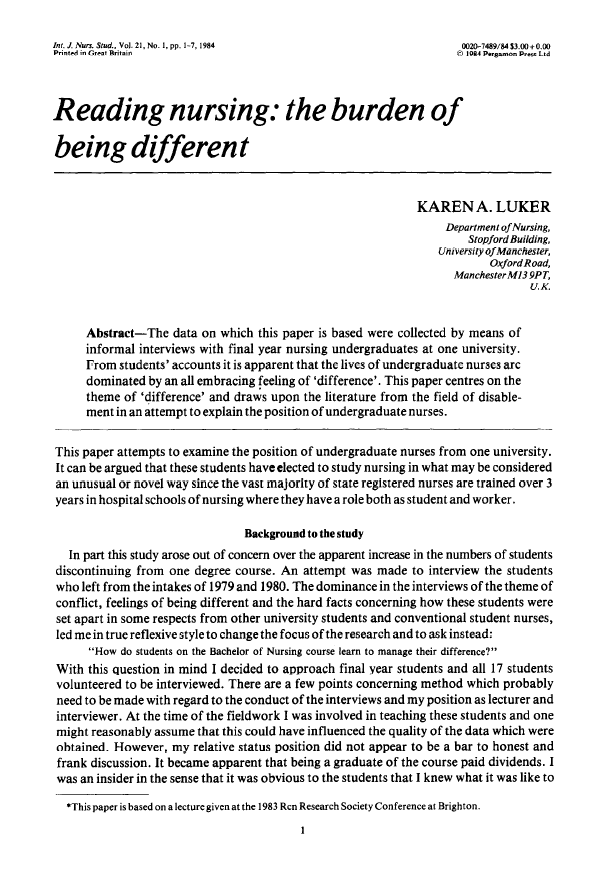 Int. J. Nurs. Stud., Vol. 21, No. 1, pp. 1-7, 1984
Printed in Great Britain
0020-7489/84 $3.00+0.00
© 1984 Pergamon Press Ltd
Reading nursing: the burden of
being different
KAREN A. LUKER
Department of Nursing,
Stopford Building,
University of Manchester,
Oxford Road,
Manchester M13 9PT,
U.K.
Abstract—The data on which this paper is based were collected by means of
informal interviews with final year nursing undergraduates at one university.
From students' accounts it is apparent that the lives of undergraduate nurses are
dominated by an all embracing feeling of 'difference'. This paper centres on the
theme of 'difference' and draws upon the literature from the field of disable-
ment in an attempt to explain the position of undergraduate nurses.
This paper attempts to examine the position of undergraduate nurses from one university.
It can be argued that these students have elected to study nursing in what may be considered
an unusual or novel way since the vast majority of state registered nurses are trained over 3
years in hospital schools of nursing where they have a role both as student and worker.
Background to the study
In part this study arose out of concern over the apparent increase in the numbers of students
discontinuing from one degree course. An attempt was made to interview the students
who left from the intakes of 1979 and 1980. The dominance in the interviews of the theme of
conflict, feelings of being different and the hard facts concerning how these students were
set apart in some respects from other university students and conventional student nurses,
led me in true reflexive style to change the focus of the research and to ask instead:
"How do students on the Bachelor of Nursing course learn to manage their difference?"
With this question in mind I decided to approach final year students and all 17 students
volunteered to be interviewed. There are a few points concerning method which probably
need to be made with regard to the conduct of the interviews and my position as lecturer and
interviewer. At the time of the fieldwork I was involved in teaching these students and one
might reasonably assume that this could have influenced the quality of the data which were
obtained. However, my relative status position did not appear to be a bar to honest and
frank discussion. It became apparent that being a graduate of the course paid dividends. I
was an insider in the sense that it was obvious to the students that I knew what it was like to
*This paper is based on a lecture given at the 1983 Rcn Research Society Conference at Brighton.
1